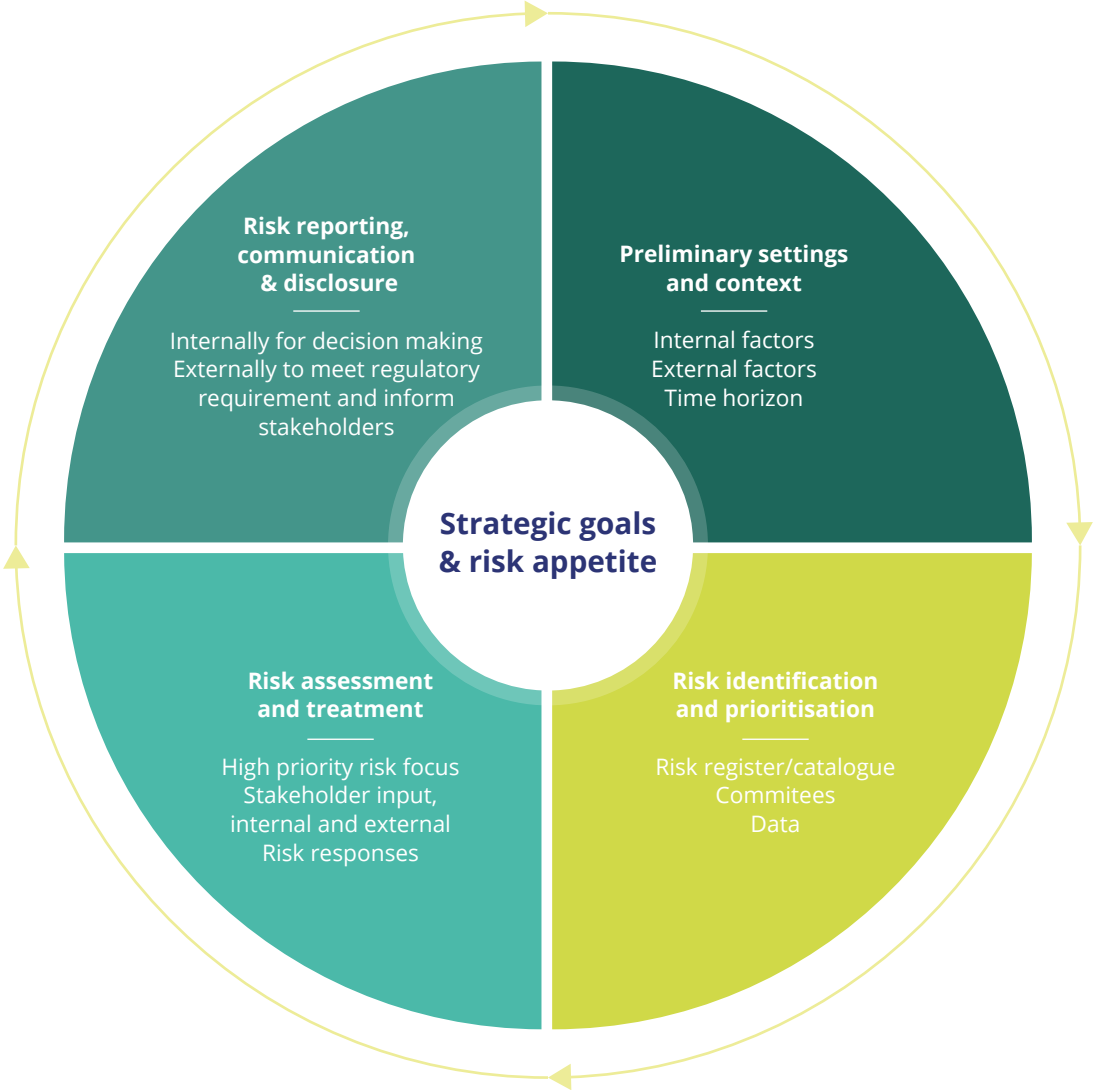 Risk reporting,
communication
& disclosure
Internally for decision making
Externally to meet regulatory
requirement and inform
stakeholders
Preliminary settings
and context
Internal factors
External factors
Time horizon
Strategic goals
& risk appetite
Risk assessment
and treatment
High priority risk focus
Stakeholder input,
internal and external
Risk responses
Risk identification
and prioritisation
Risk register/catalogue
Commitees
Data